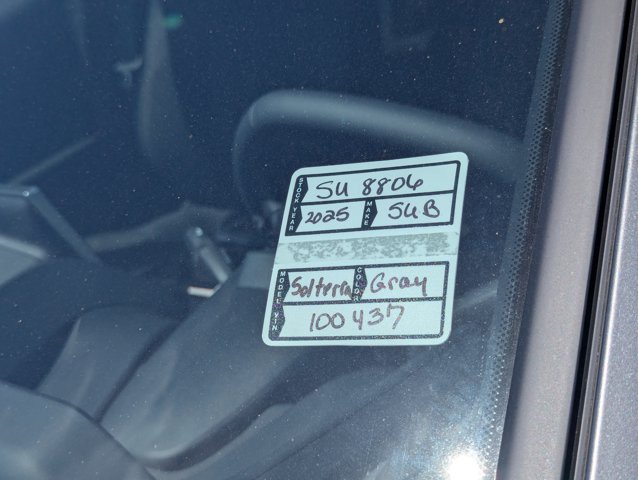 STOCK SU 8806
YEAR 2025 MAKE SUB
MODEL Solterra COLOR Gray
VIN 100437